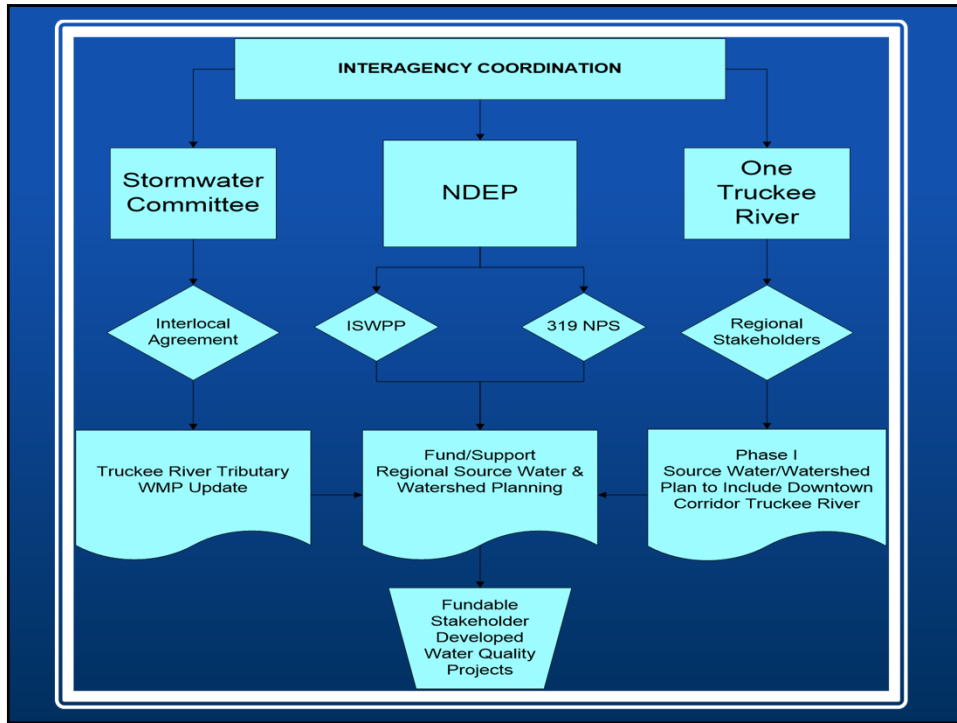 INTERAGENCY COORDINATION
Stormwater
Committee
NDEP
One
Truckee
River
Interlocal
Agreement
ISWPP
319 NPS
Regional
Stakeholders
Truckee River Tributary
WMP Update
Fund/Support
Regional Source Water &
Watershed Planning
Phase I
Source Water/Watershed
Plan to Include Downtown
Corridor Truckee River
Fundable
Stakeholder
Developed
Water Quality
Projects